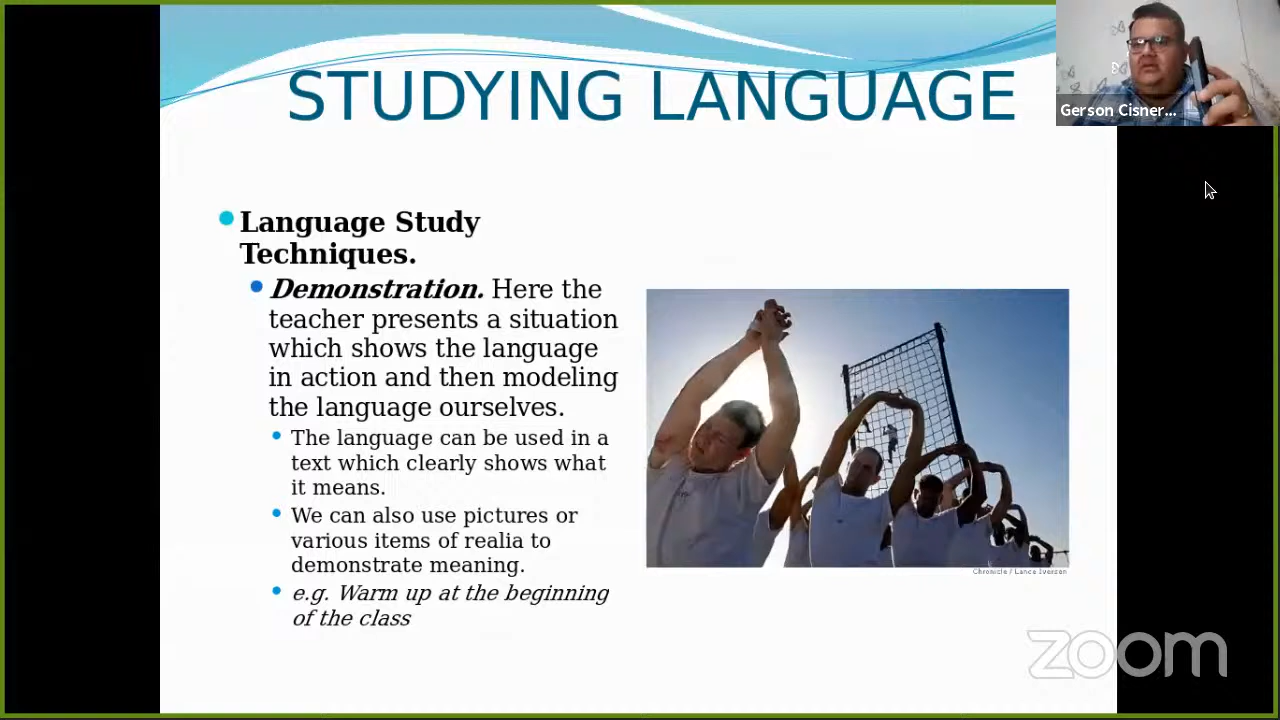 STUDYING LANGUAGE
Gerson Cisner...
Language Study
Techniques.
Demonstration. Here the
teacher presents a situation
which shows the language
in action and then modeling
the language ourselves.
The language can be used in a
text which clearly shows what
it means.
We can also use pictures or
various items of realia to
demonstrate meaning.
e.g. Warm up at the beginning
of the class
Chronicle / Lance Iversen
zoom